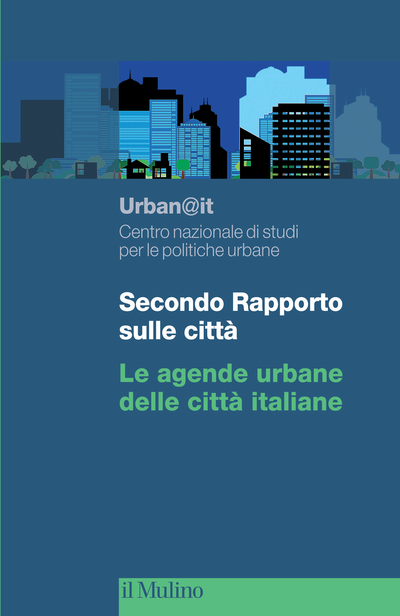 Urban@it
Centro nazionale di studi
per le politiche urbane
Secondo Rapporto
sulle città
Le agende urbane
delle città italiane
il Mulino